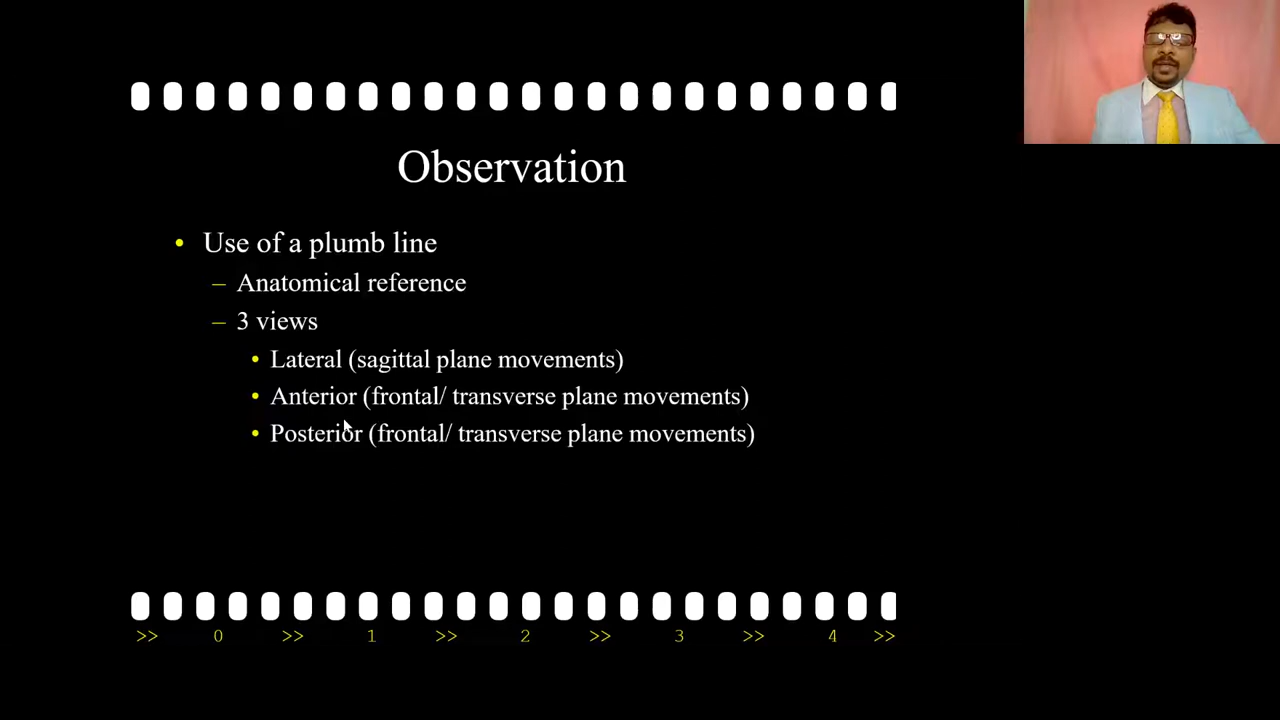 Observation
• Use of a plumb line
– Anatomical reference
– 3 views
• Lateral (sagittal plane movements)
• Anterior (frontal/ transverse plane movements)
• Posterior (frontal/ transverse plane movements)
>> 0 >> 1 >> 2 >> 3 >> 4 >>